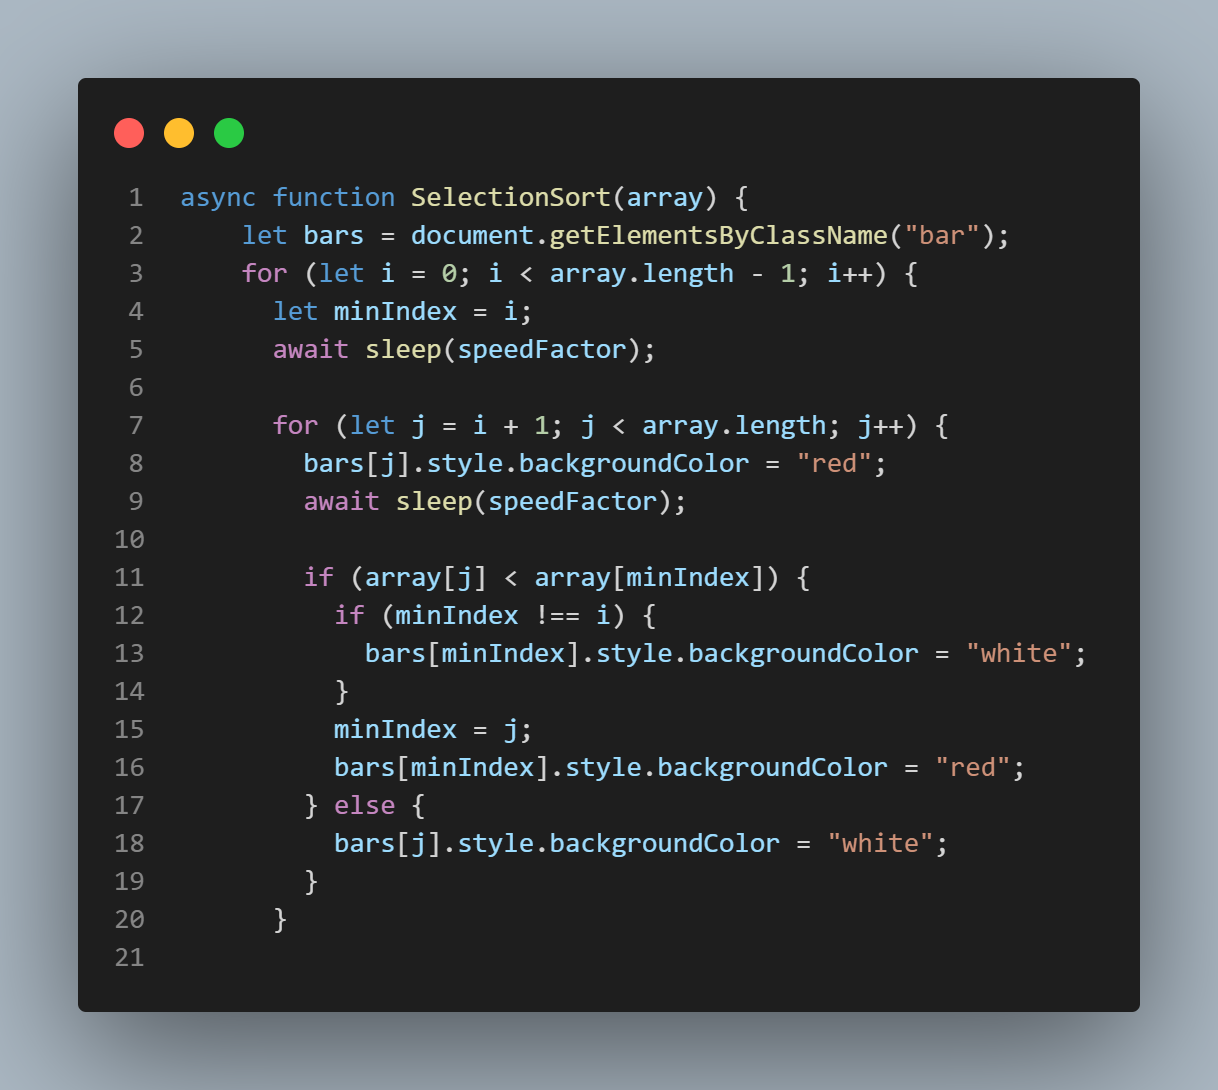 1 async function SelectionSort(array) {
2     let bars = document.getElementsByClassName("bar");
3     for (let i = 0; i < array.length - 1; i++) {
4       let minIndex = i;
5       await sleep(speedFactor);
6
7       for (let j = i + 1; j < array.length; j++) {
8         bars[j].style.backgroundColor = "red";
9         await sleep(speedFactor);
10
11         if (array[j] < array[minIndex]) {
12           if (minIndex !== i) {
13             bars[minIndex].style.backgroundColor = "white";
14           }
15           minIndex = j;
16           bars[minIndex].style.backgroundColor = "red";
17         } else {
18           bars[j].style.backgroundColor = "white";
19         }
20       }
21